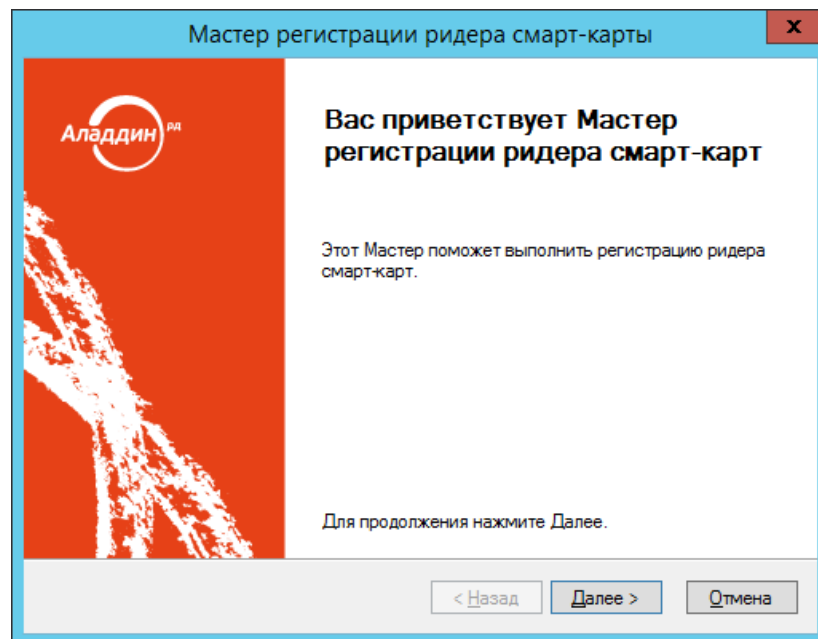 Мастер регистрации ридера смарт-карты
x
Аладдин РД
Вас приветствует Мастер
регистрации ридера смарт-карт
Этот Мастер поможет выполнить регистрацию ридера
смарт-карт.
Для продолжения нажмите Далее.
< Назад Далее > Отмена